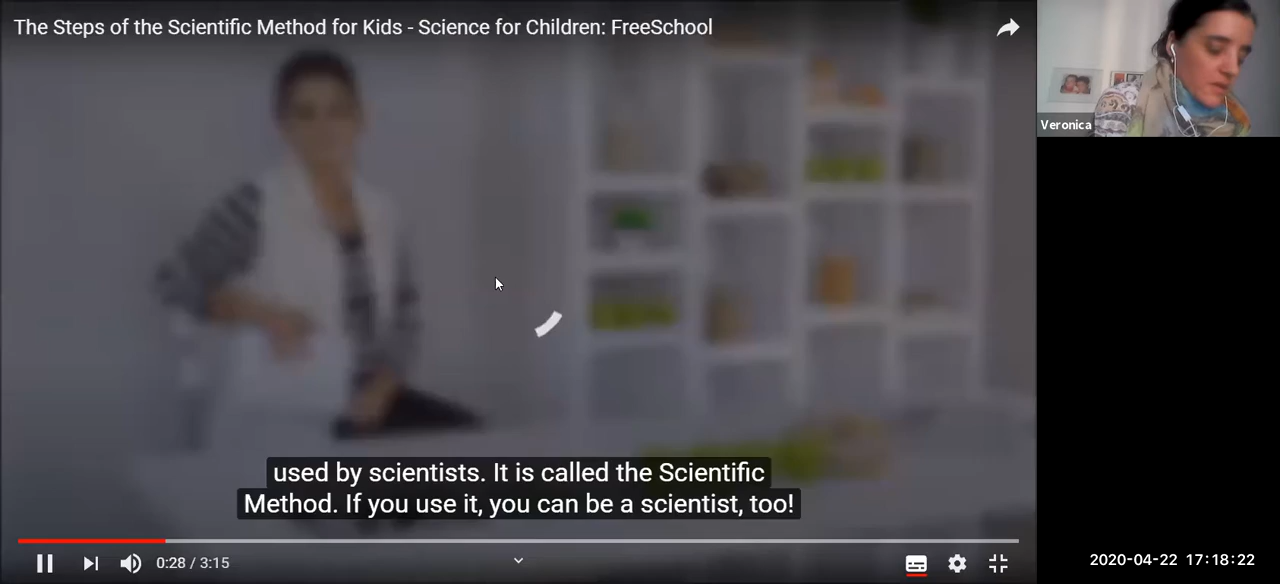 The Steps of the Scientific Method for Kids - Science for Children: FreeSchool
Veronica
used by scientists. It is called the Scientific
Method. If you use it, you can be a scientist, too!
0:28 / 3:15
2020-04-22 17:18:22